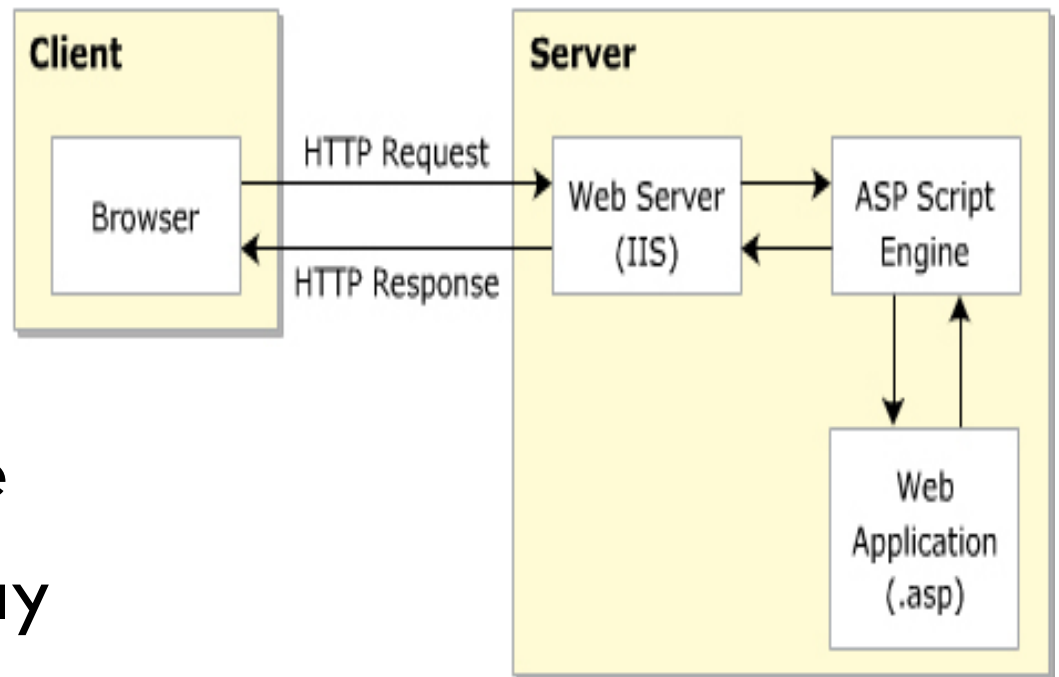 Client
Server
HTTP Request
Browser
Web Server
(IIS)
ASP Script
Engine
HTTP Response
Web
Application
(.asp)